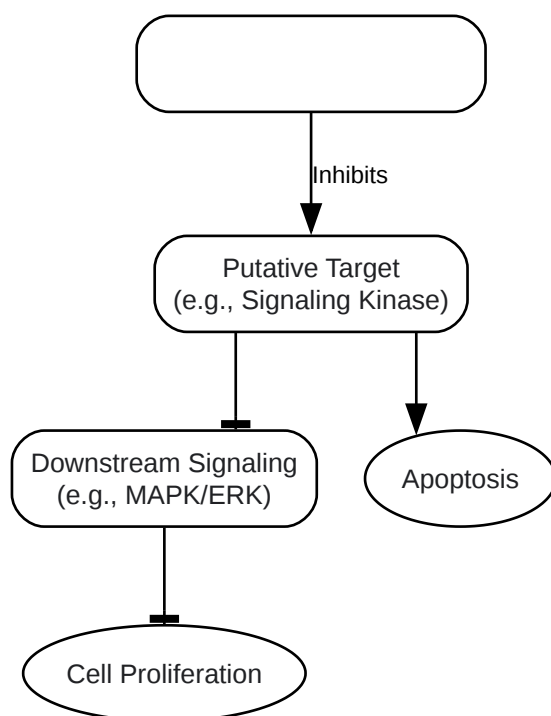 Inhibits
Putative Target
(e.g., Signaling Kinase)
Downstream Signaling
(e.g., MAPK/ERK)
Apoptosis
Cell Proliferation